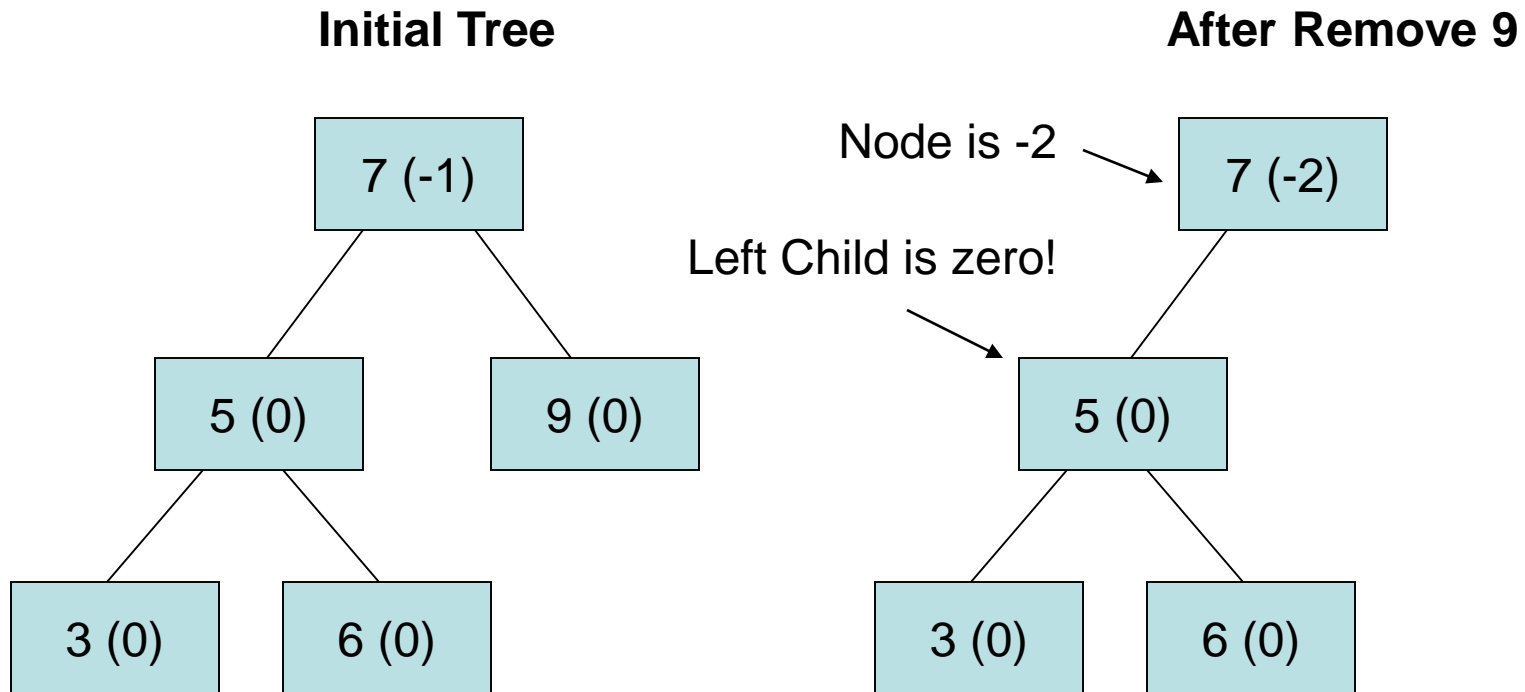 Initial Tree
7 (-1)
5 (0)
9 (0)
3 (0)
6 (0)
After Remove 9
Node is -2
7 (-2)
Left Child is zero!
5 (0)
3 (0)
6 (0)